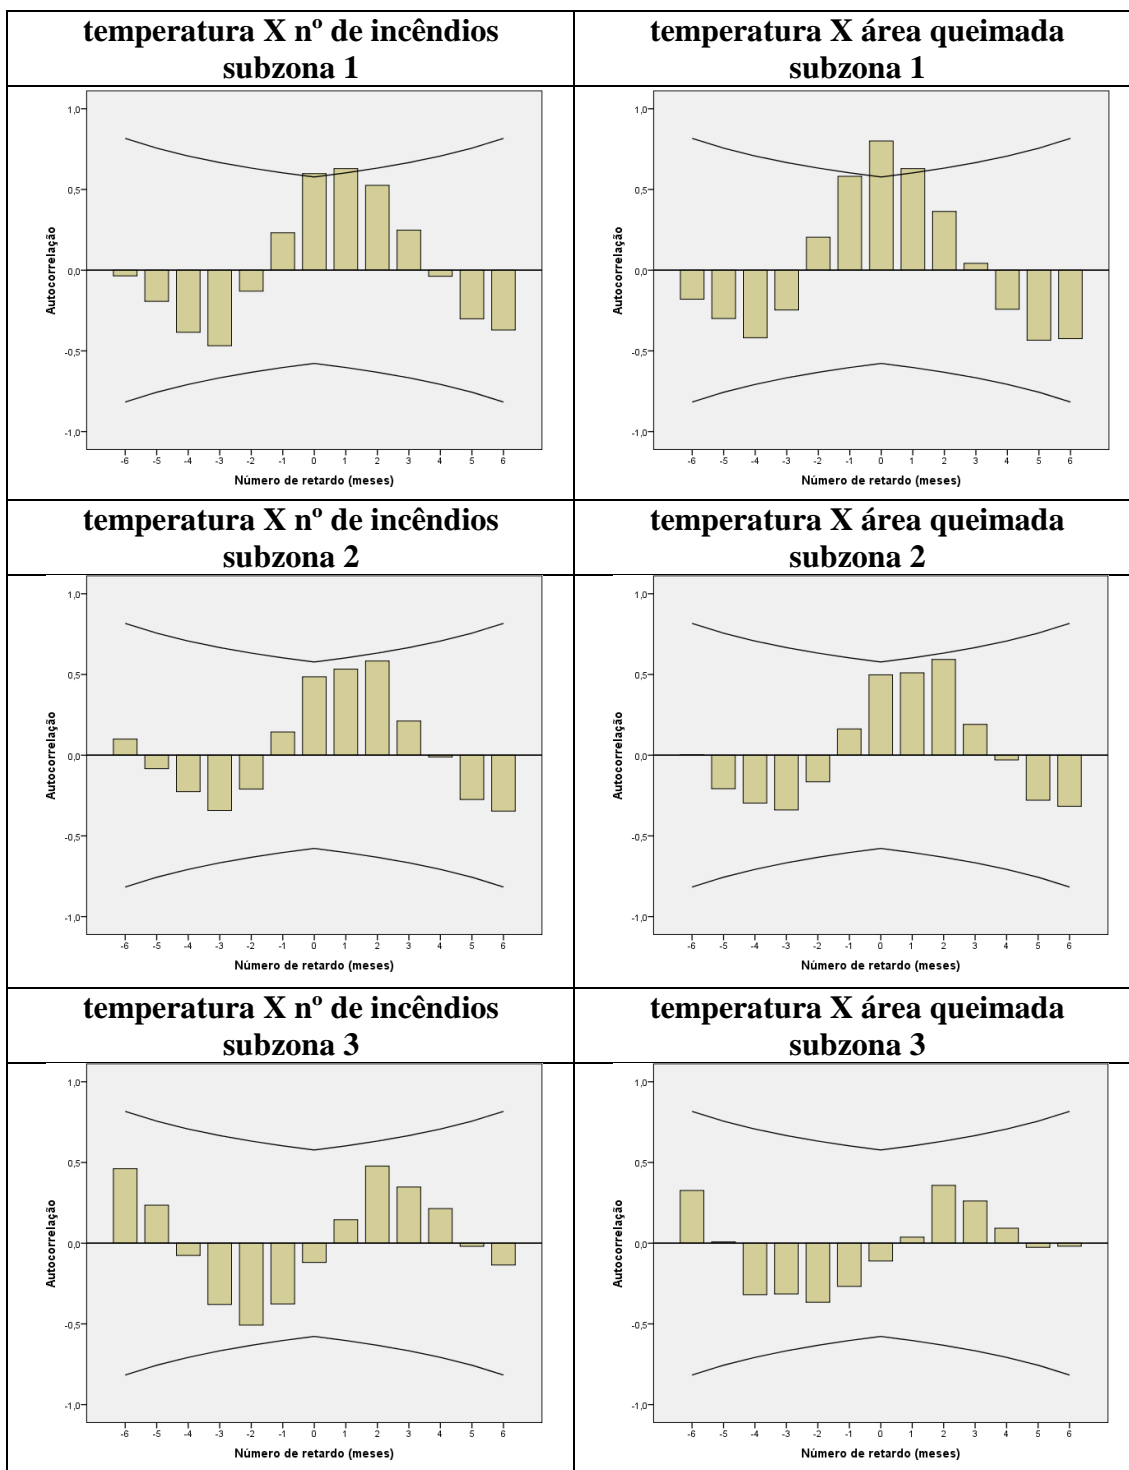 temperatura X nº de incêndios
subzona 1
temperatura X área queimada
subzona 1
1,0
0,5
0,0
-0,5
-1,0
Autocorrelação
-6 -5 -4 -3 -2 -1 0 1 2 3 4 5 6
Número de retardo (meses)
1,0
0,5
0,0
-0,5
-1,0
Autocorrelação
-6 -5 -4 -3 -2 -1 0 1 2 3 4 5 6
Número de retardo (meses)
temperatura X nº de incêndios
subzona 2
temperatura X área queimada
subzona 2
1,0
0,5
0,0
-0,5
-1,0
Autocorrelação
-6 -5 -4 -3 -2 -1 0 1 2 3 4 5 6
Número de retardo (meses)
1,0
0,5
0,0
-0,5
-1,0
Autocorrelação
-6 -5 -4 -3 -2 -1 0 1 2 3 4 5 6
Número de retardo (meses)
temperatura X nº de incêndios
subzona 3
temperatura X área queimada
subzona 3
1,0
0,5
0,0
-0,5
-1,0
Autocorrelação
-6 -5 -4 -3 -2 -1 0 1 2 3 4 5 6
Número de retardo (meses)
1,0
0,5
0,0
-0,5
-1,0
Autocorrelação
-6 -5 -4 -3 -2 -1 0 1 2 3 4 5 6
Número de retardo (meses)